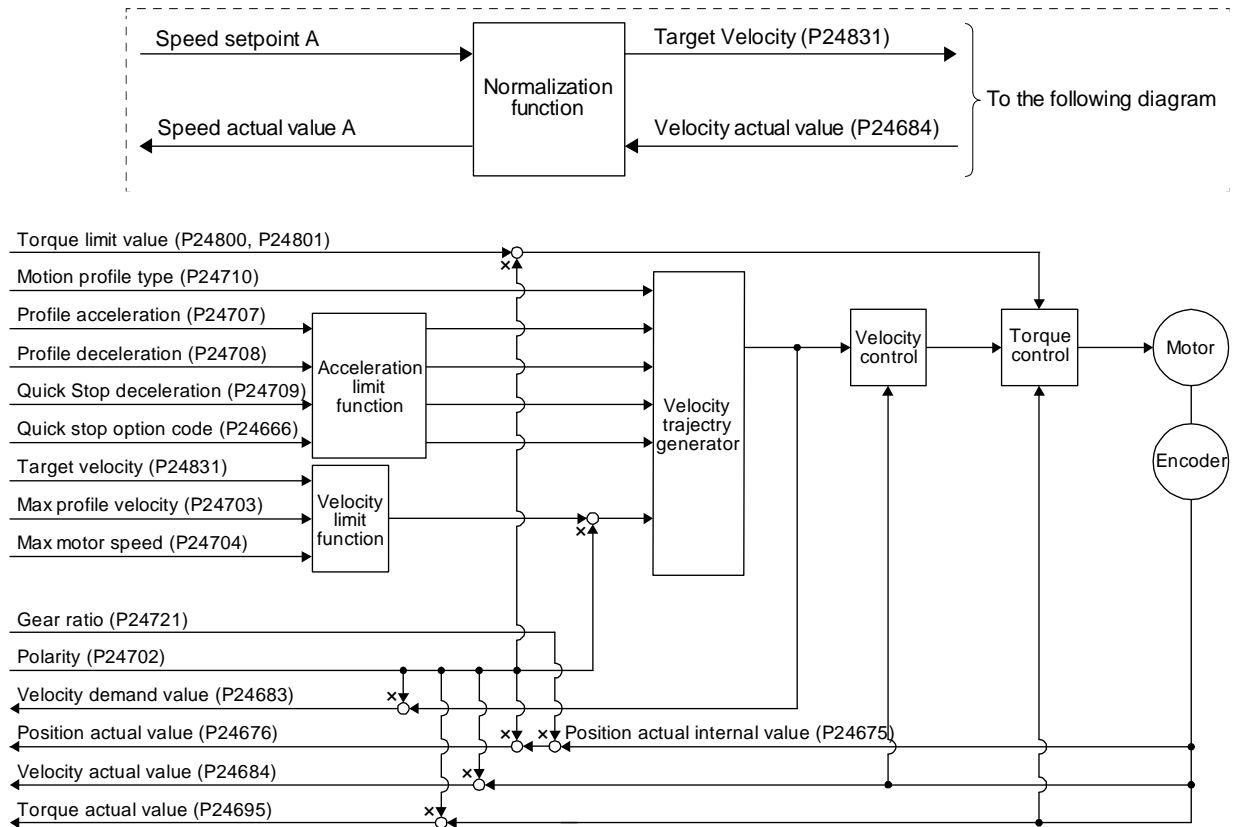 Speed setpoint A
Target Velocity (P24831)
Normalization
function
To the following diagram
Speed actual value A
Velocity actual value (P24684)
Torque limit value (P24800, P24801)
×
Motion profile type (P24710)
Profile acceleration (P24707)
Profile deceleration (P24708)
Quick Stop deceleration (P24709)
Quick stop option code (P24666)
Acceleration
limit
function
Target velocity (P24831)
Max profile velocity (P24703)
Max motor speed (P24704)
Velocity
limit
function
×
Velocity
trajectry
generator
Velocity
control
Torque
control
Motor
Encoder
Gear ratio (P24721)
Polarity (P24702)
Velocity demand value (P24683)
×
Position actual value (P24676)
×
×
Position actual internal value (P24675)
Velocity actual value (P24684)
×
Torque actual value (P24695)
×